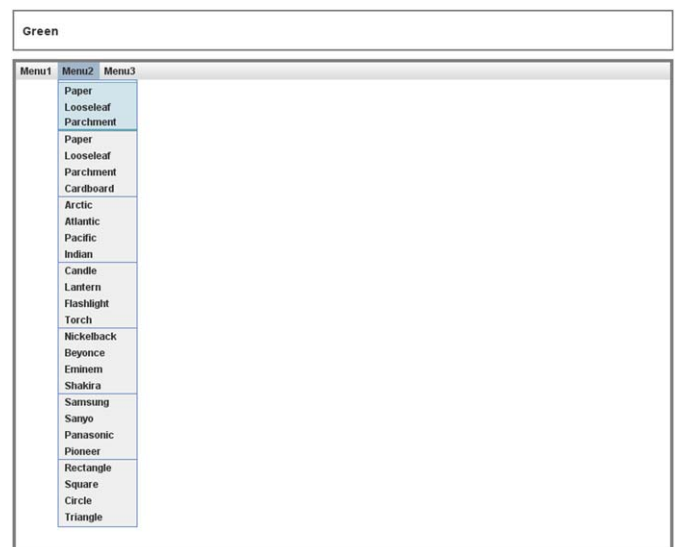 Green
Menu1 Menu2 Menu3
Paper
Looseleaf
Parchment
Paper
Looseleaf
Parchment
Cardboard
Arctic
Atlantic
Pacific
Indian
Candle
Lantern
Flashlight
Torch
Nickelback
Beyonce
Eminem
Shakira
Samsung
Sanyo
Panasonic
Pioneer
Rectangle
Square
Circle
Triangle